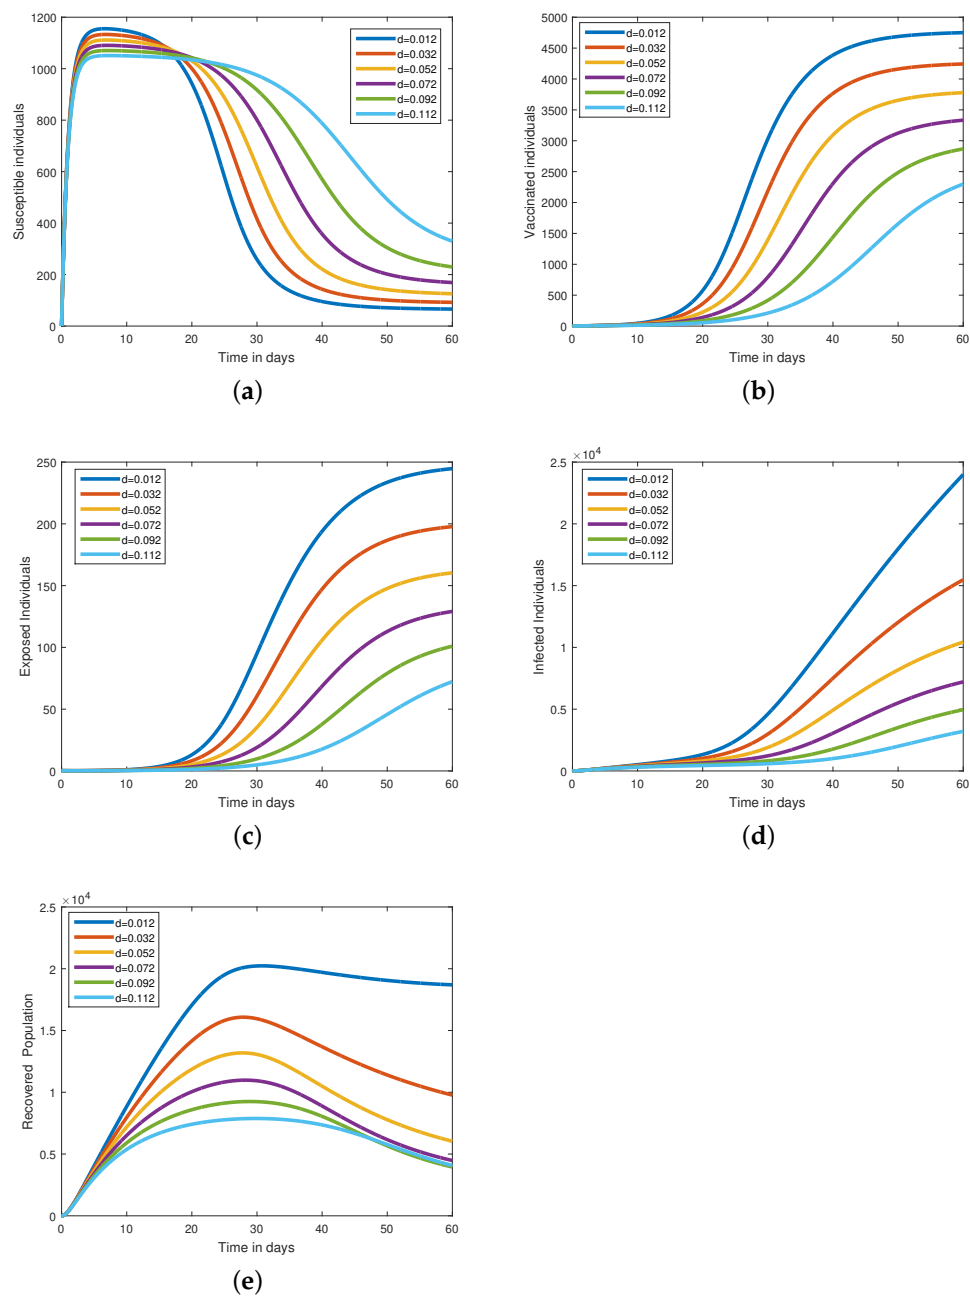 1200
1000
800
600
400
200
0
0 10 20 30 40 50 60
Susceptible individuals
Time in days
d=0.012
d=0.032
d=0.052
d=0.072
d=0.092
d=0.112
(a)
5000
4500
4000
3500
3000
2500
2000
1500
1000
500
0
0 10 20 30 40 50 60
Vaccinated individuals
Time in days
d=0.012
d=0.032
d=0.052
d=0.072
d=0.092
d=0.112
(b)
250
200
150
100
50
0
0 10 20 30 40 50 60
Exposed Individuals
Time in days
d=0.012
d=0.032
d=0.052
d=0.072
d=0.092
d=0.112
(c)
×10^4
2.5
2
1.5
1
0.5
0
0 10 20 30 40 50 60
Infected Individuals
Time in days
d=0.012
d=0.032
d=0.052
d=0.072
d=0.092
d=0.112
(d)
×10^4
2.5
2
1.5
1
0.5
0
0 10 20 30 40 50 60
Recovered Population
Time in days
d=0.012
d=0.032
d=0.052
d=0.072
d=0.092
d=0.112
(e)